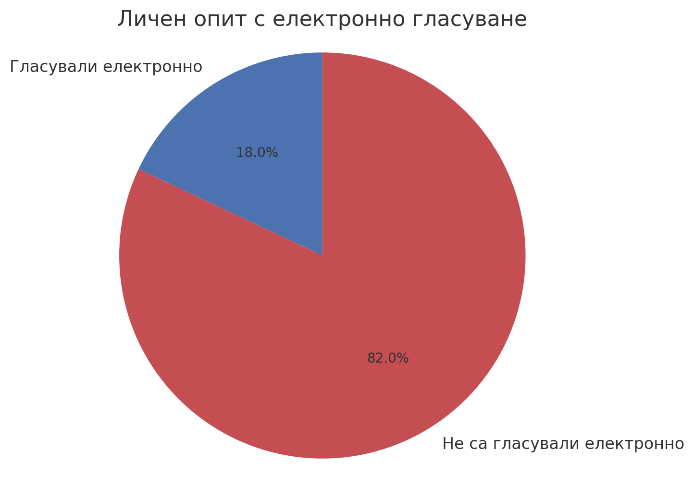 Личен опит с електронно гласуване
Гласували електронно
18.0%
82.0%
Не са гласували електронно